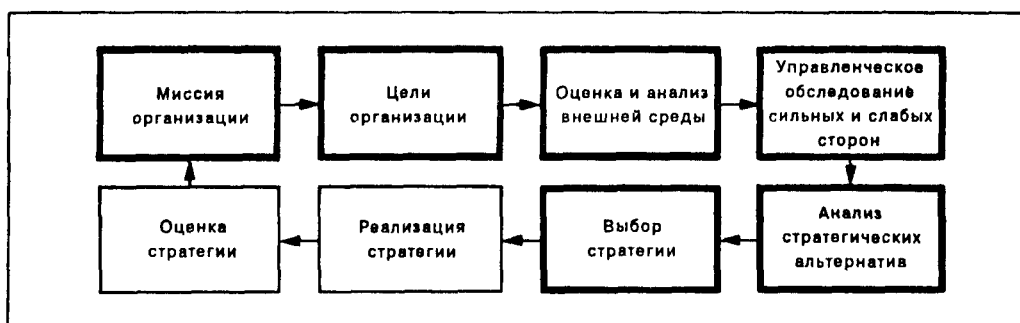 Миссия
организации
Цели
организации
Оценка и анализ
внешней среды
Управленческое
обследование
сильных и слабых
сторон
Оценка
стратегии
Реализация
стратегии
Выбор
стратегии
Анализ
стратегических
альтернатив